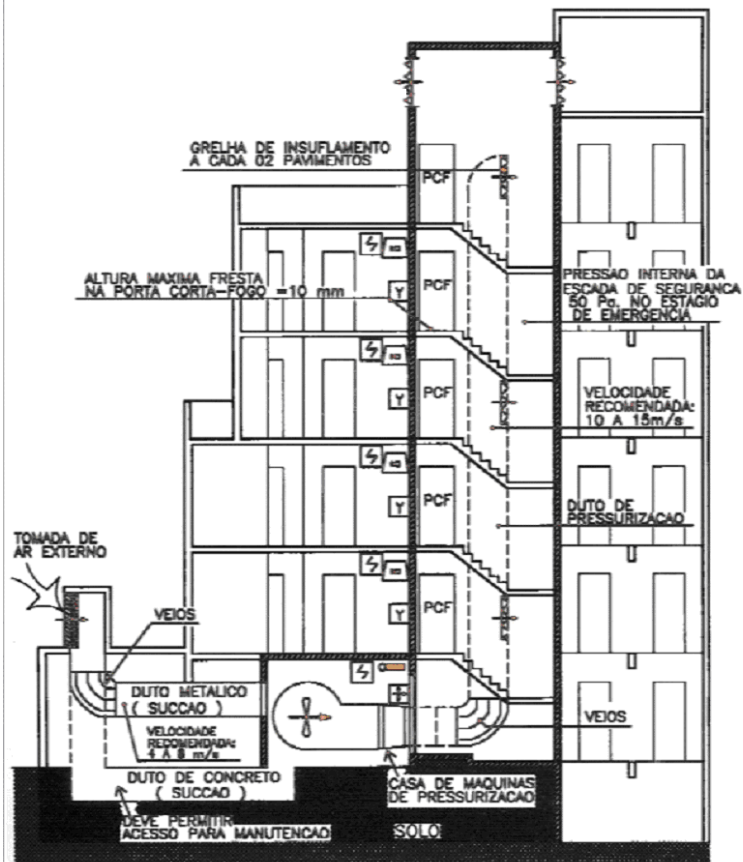 GRELHA DE INSUFLAMENTO
A CADA 02 PAVIMENTOS
PCF
ALTURA MAXIMA FRESTA
NA PORTA CORTA-FOGO =10 mm
Y
PCF
PRESSAO INTERNA DA
ESCADA DE SEGURANCA
50 Pa. NO ESTAGIO
DE EMERGENCIA
Y
PCF
VELOCIDADE
RECOMENDADA:
10 A 15m/s
Y
PCF
DUTO DE
PRESSURIZACAO
TOMADA DE
AR EXTERNO
Y
PCF
VEIOS
DUTO METALICO
( SUCCAO )
VELOCIDADE
RECOMENDADA:
4 A 8 m/s
VEIOS
DUTO DE CONCRETO
( SUCCAO )
CASA DE MAQUINAS
DE PRESSURIZACAO
DEVE PERMITIR
ACESSO PARA MANUTENCAO
SOLO